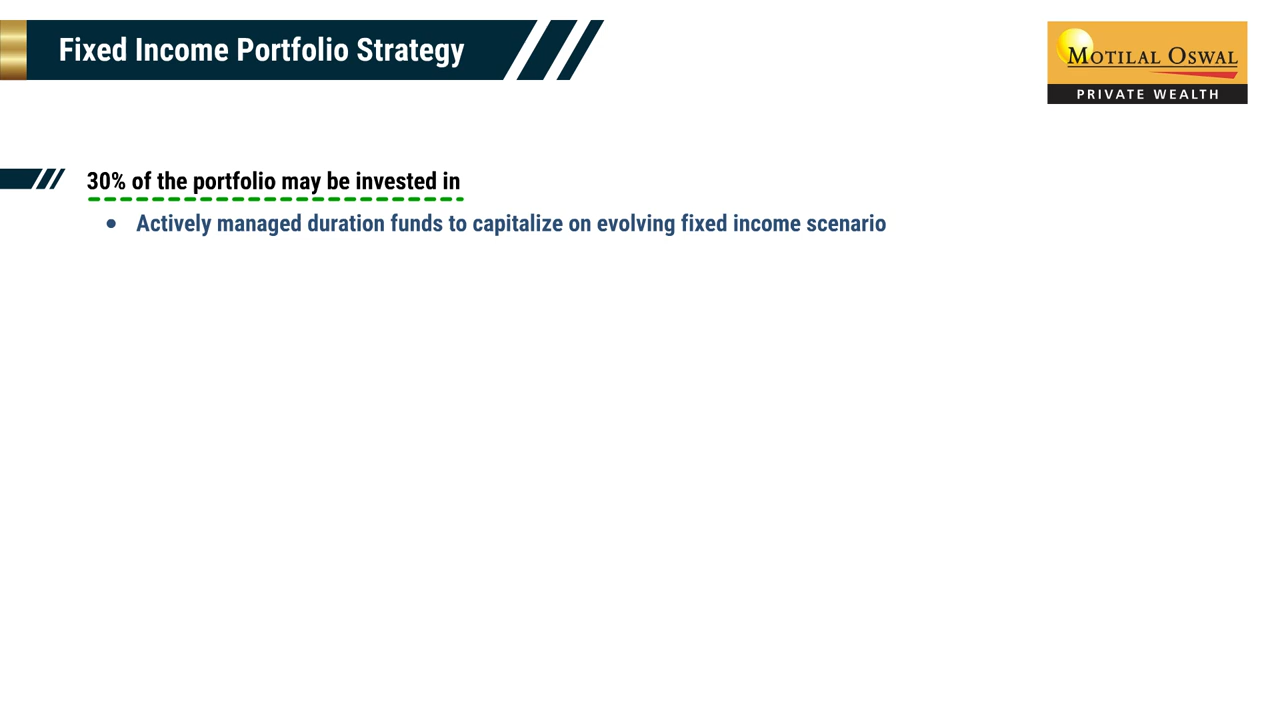 Fixed Income Portfolio Strategy
MOTILAL OSWAL
PRIVATE WEALTH
30% of the portfolio may be invested in
• Actively managed duration funds to capitalize on evolving fixed income scenario